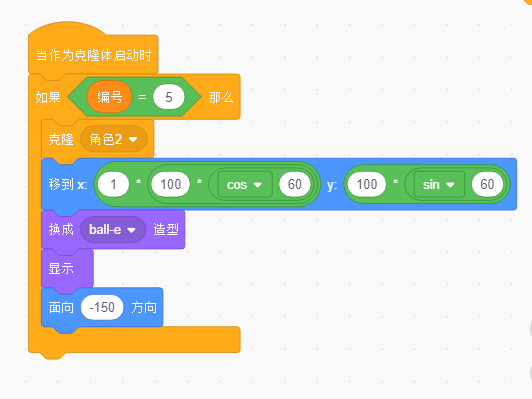 当作为克隆体启动时
如果 编号 = 5 那么
克隆 角色2
移到 x: 1 * 100 * cos 60 y: 100 * sin 60
换成 ball-e 造型
显示
面向 -150 方向